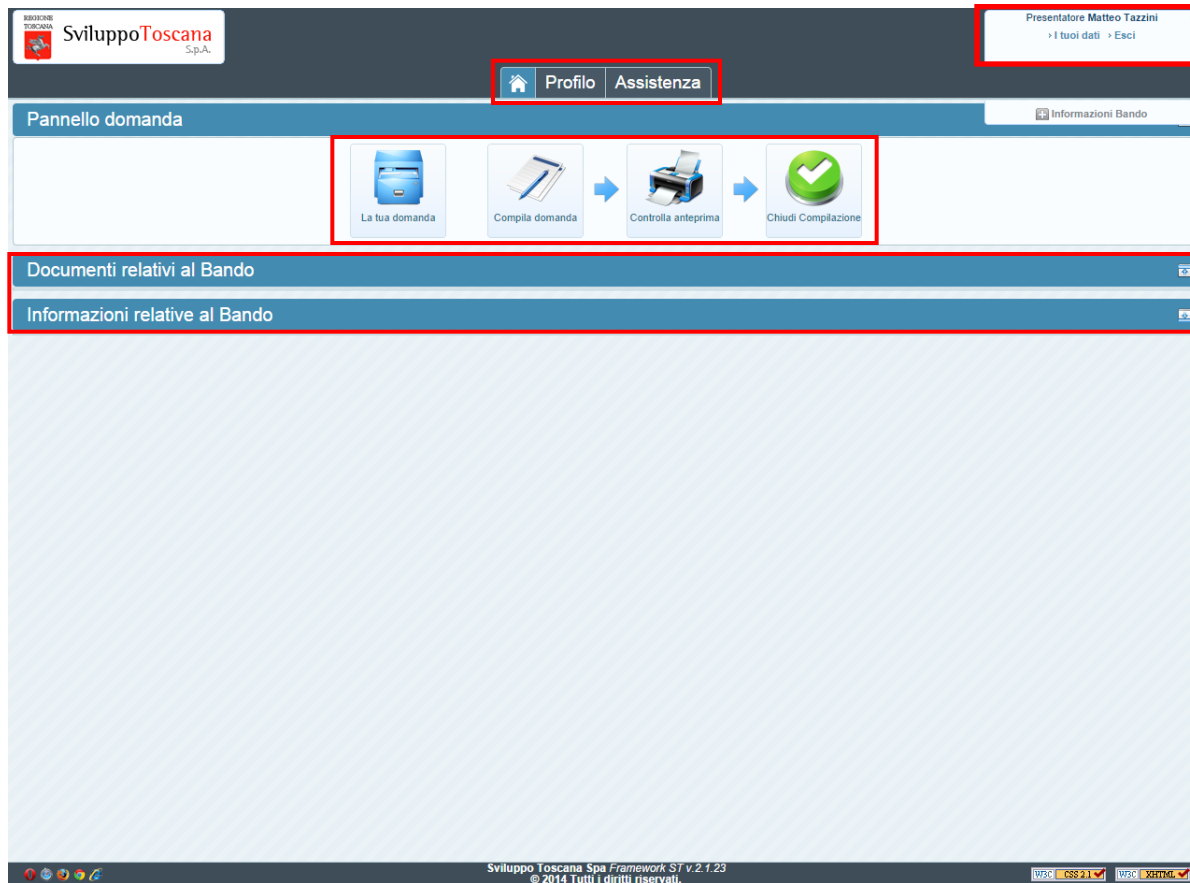 REGIONE
TOSCANA
SviluppoToscana
S.p.A.
Presentatore Matteo Tazzini
› I tuoi dati › Esci
Profilo Assistenza
Pannello domanda
Informazioni Bando
La tua domanda
Compila domanda
Controlla anteprima
Chiudi Compilazione
Documenti relativi al Bando
Informazioni relative al Bando
Sviluppo Toscana Spa Framework ST v.2.1.23
© 2014 Tutti i diritti riservati.
W3C CSS 2.1
W3C XHTML